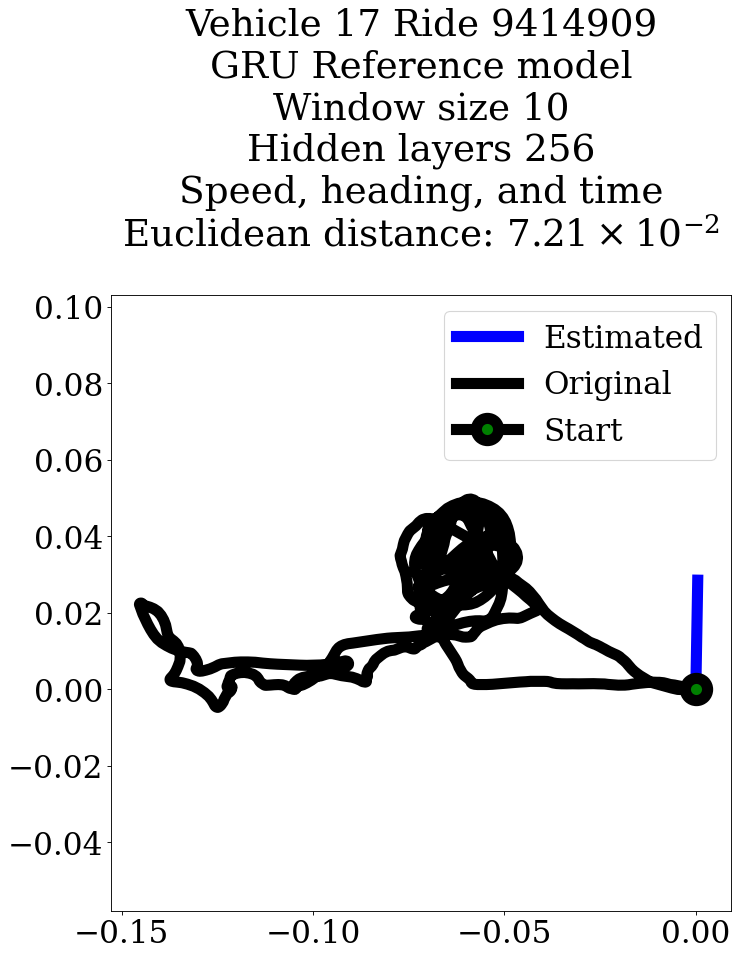 Vehicle 17 Ride 9414909
GRU Reference model
Window size 10
Hidden layers 256
Speed, heading, and time
Euclidean distance: 7.21 × 10⁻²
Estimated
Original
Start
0.10
0.08
0.06
0.04
0.02
0.00
−0.02
−0.04
−0.15 −0.10 −0.05 0.00